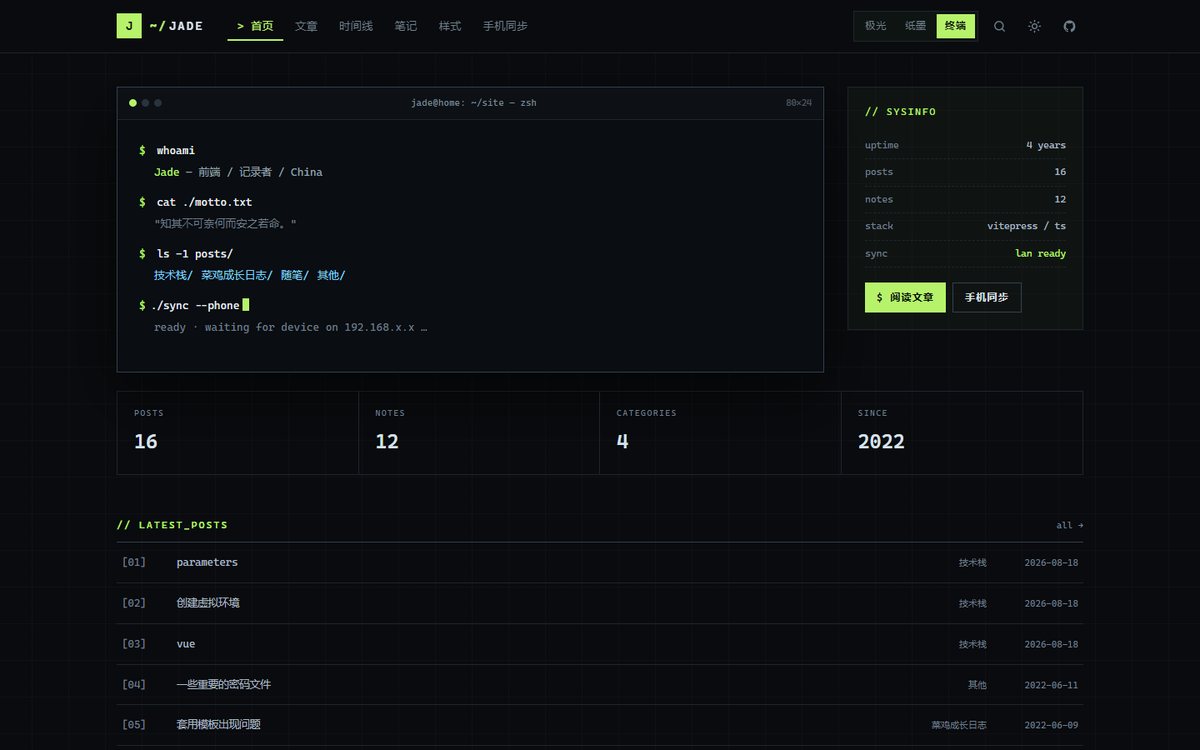 J ~/JADE > 首页 文章 时间线 笔记 样式 手机同步 极光 纸墨 终端
jade@home: ~/site — zsh 80×24
$ whoami
Jade — 前端 / 记录者 / China
$ cat ./motto.txt
"知其不可奈何而安之若命。"
$ ls -1 posts/
技术栈/ 菜鸡成长日志/ 随笔/ 其他/
$ ./sync --phone
ready · waiting for device on 192.168.x.x …
// SYSINFO
uptime 4 years
posts 16
notes 12
stack vitepress / ts
sync lan ready
$ 阅读文章 手机同步
POSTS NOTES CATEGORIES SINCE
16 12 4 2022
// LATEST_POSTS all →
[01] parameters 技术栈 2026-08-18
[02] 创建虚拟环境 技术栈 2026-08-18
[03] vue 技术栈 2026-08-18
[04] 一些重要的密码文件 其他 2022-06-11
[05] 套用模板出现问题 菜鸡成长日志 2022-06-09